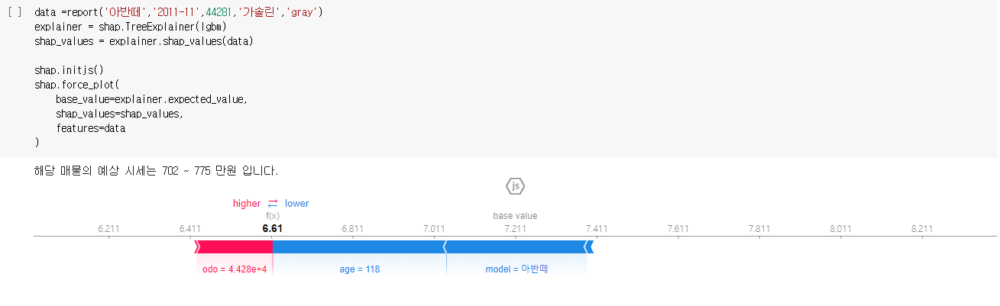 [ ] data =report('아반떼','2011-11',44281,'가솔린','gray')
explainer = shap.TreeExplainer(lgbm)
shap_values = explainer.shap_values(data)
shap.initjs()
shap.force_plot(
base_value=explainer.expected_value,
shap_values=shap_values,
features=data
)
해당 매물의 예상 시세는 702 ~ 775 만원 입니다.
js
higher ⇄ lower
f(x) base value
6.211 6.411 6.61 6.811 7.011 7.211 7.411 7.611 7.811 8.011 8.211
odo = 4.428e+4 age = 118 model = 아반떼